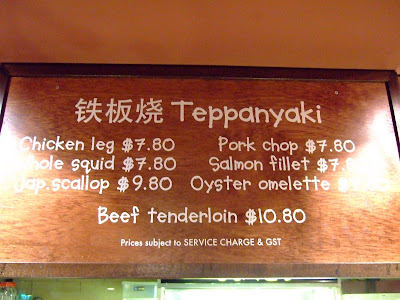 铁板烧 Teppanyaki
Chicken leg $7.80 Pork chop $7.80
squid $7.80 Salmon fillet
Jap.scallop $9.80 Oyster omelette
Beef tenderloin $10.80
Prices subject to SERVICE CHARGE & GST